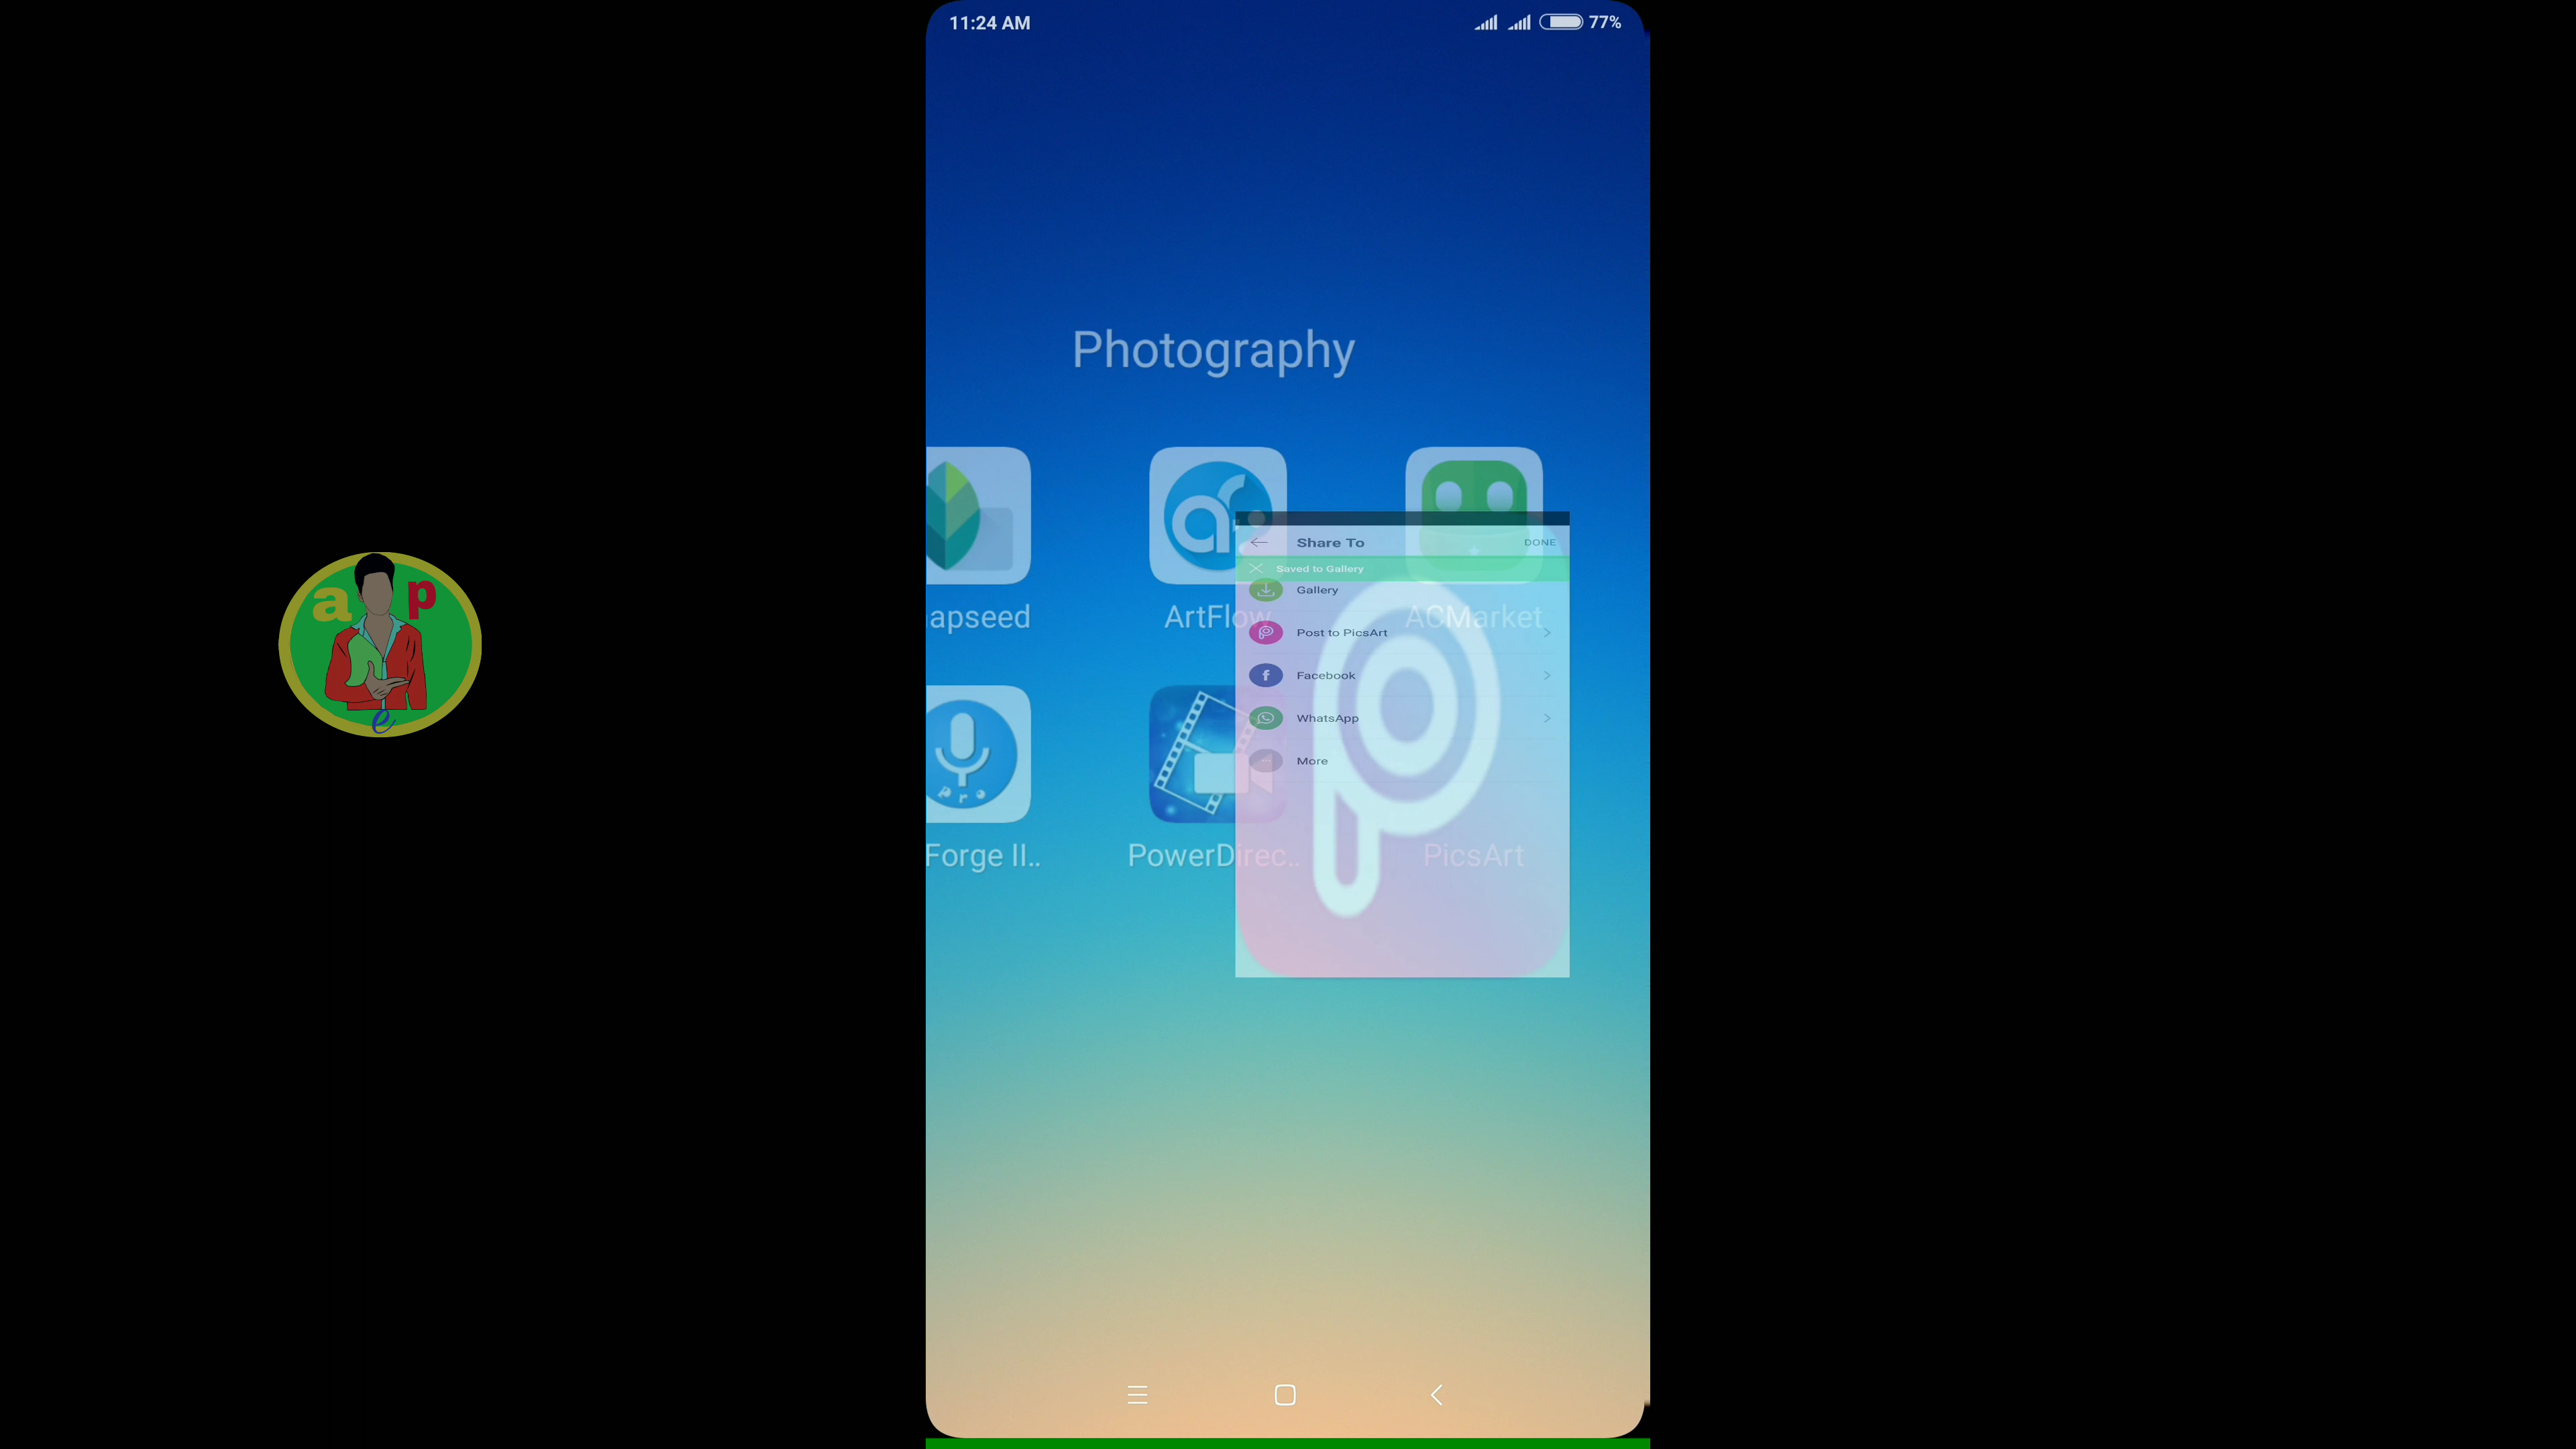 11:24 AM
77%
Photography
apseed
ArtFlow
ACMarket
Forge II..
PowerDirec..
PicsArt
Share To
DONE
Saved to Gallery
Gallery
Post to PicsArt
Facebook
WhatsApp
More
Pro
a p
e